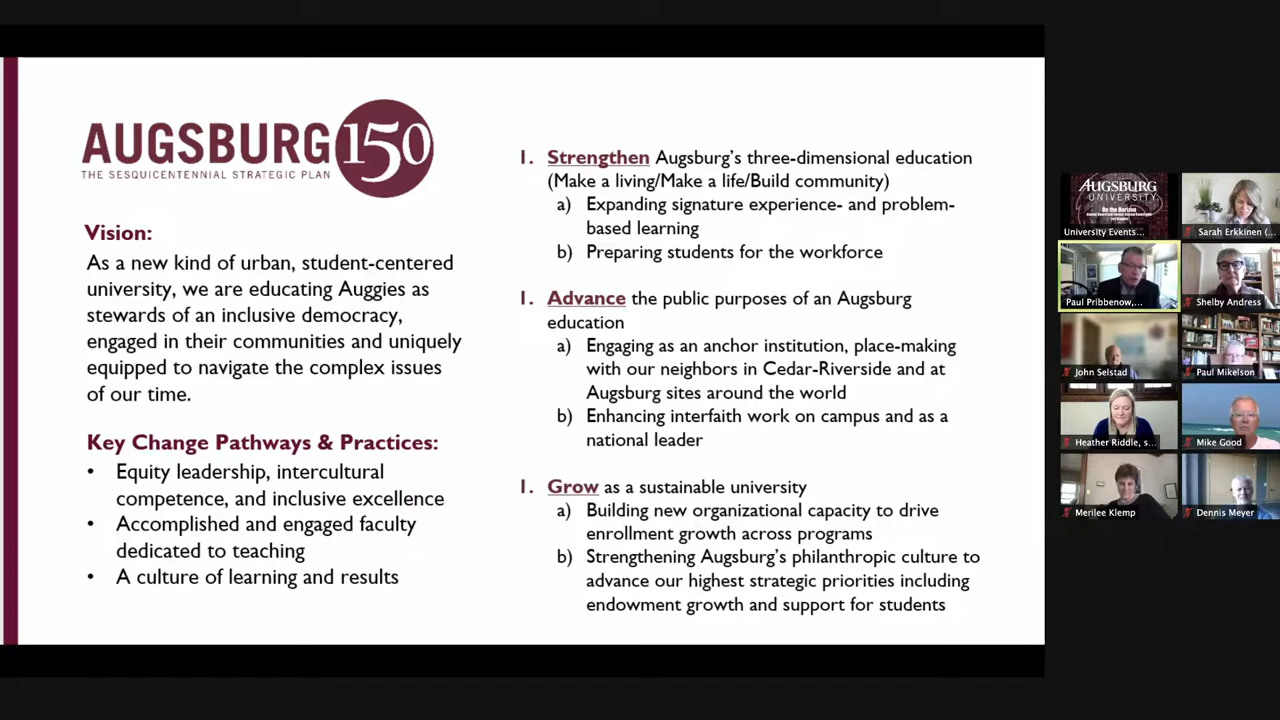 AUGSBURG 150
THE SESQUICENTENNIAL STRATEGIC PLAN
Vision:
As a new kind of urban, student-centered
university, we are educating Auggies as
stewards of an inclusive democracy,
engaged in their communities and uniquely
equipped to navigate the complex issues
of our time.
Key Change Pathways & Practices:
• Equity leadership, intercultural
competence, and inclusive excellence
• Accomplished and engaged faculty
dedicated to teaching
• A culture of learning and results
1. Strengthen Augsburg's three-dimensional education
(Make a living/Make a life/Build community)
a) Expanding signature experience- and problem-
based learning
b) Preparing students for the workforce
1. Advance the public purposes of an Augsburg
education
a) Engaging as an anchor institution, place-making
with our neighbors in Cedar-Riverside and at
Augsburg sites around the world
b) Enhancing interfaith work on campus and as a
national leader
1. Grow as a sustainable university
a) Building new organizational capacity to drive
enrollment growth across programs
b) Strengthening Augsburg's philanthropic culture to
advance our highest strategic priorities including
endowment growth and support for students
AUGSBURG
UNIVERSITY
On the Horizon
University Events...
Sarah Erkkinen (...
Paul Pribbenow,...
Shelby Andress
John Selstad
Paul Mikelson
Heather Riddle, s...
Mike Good
Merilee Klemp
Dennis Meyer